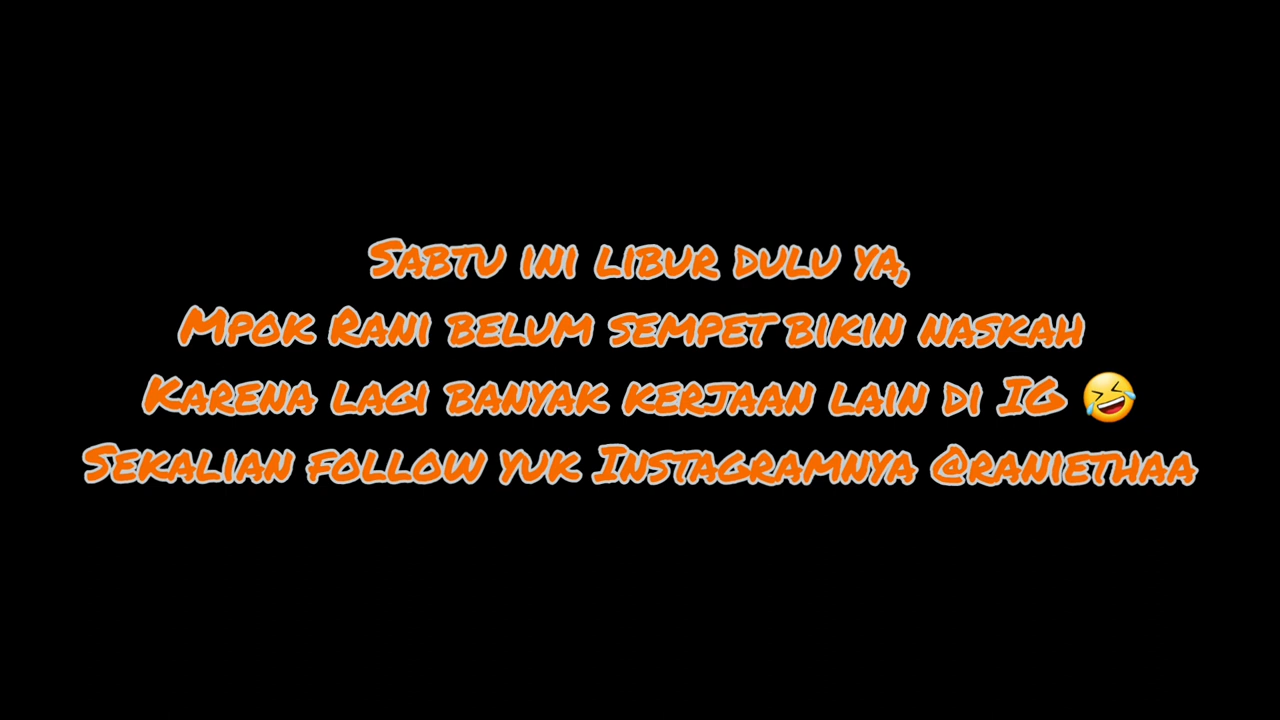 Sabtu ini libur dulu ya,
Mpok Rani belum sempet bikin naskah
Karena lagi banyak kerjaan lain di IG 🤣
Sekalian follow yuk Instagramnya @raniethaa